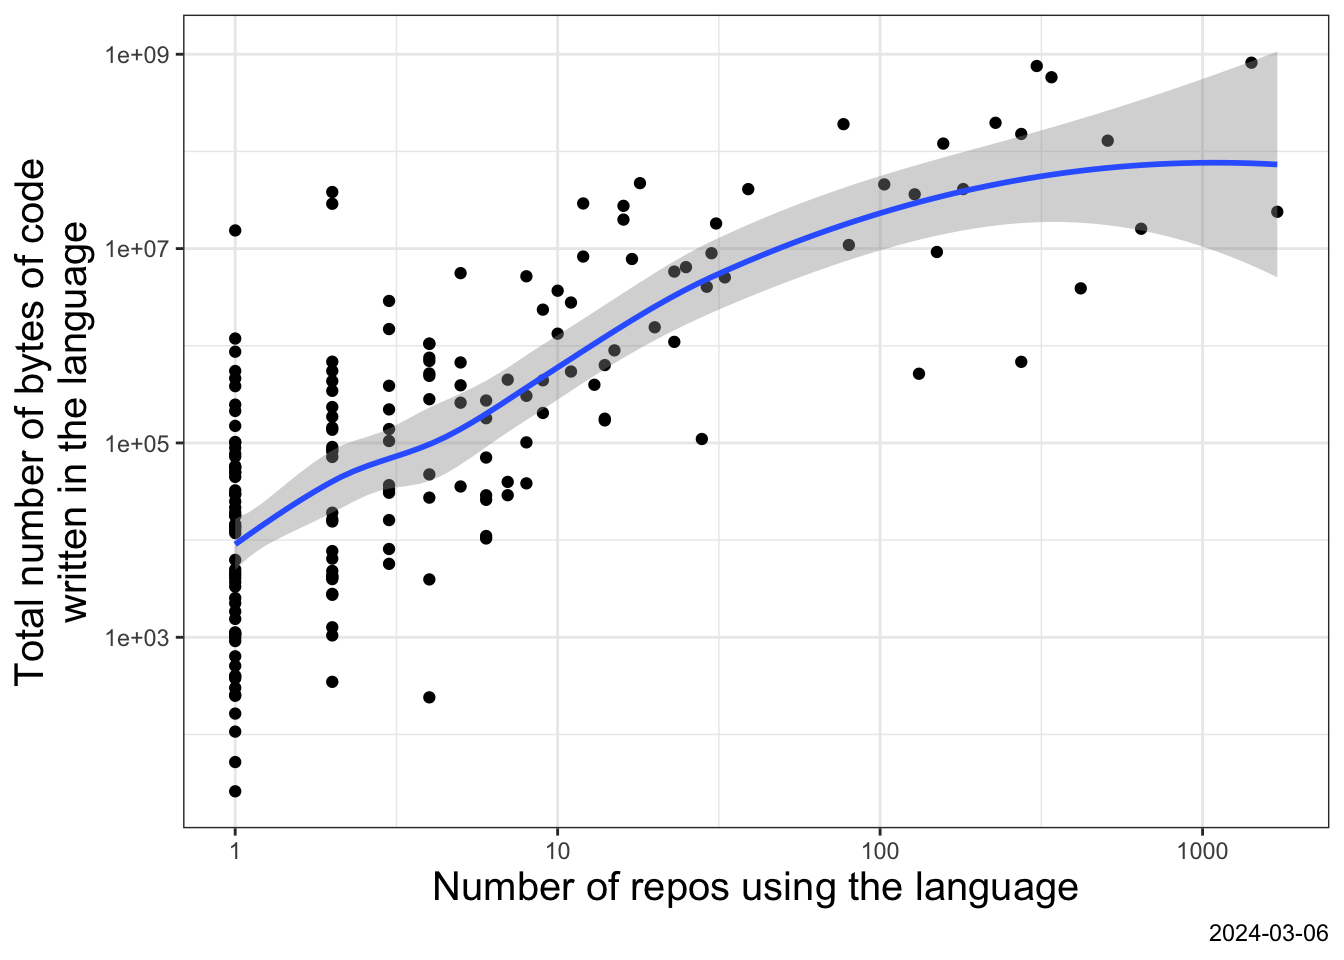 Total number of bytes of code
written in the language
1e+09
1e+07
1e+05
1e+03
1 10 100 1000
Number of repos using the language
2024-03-06